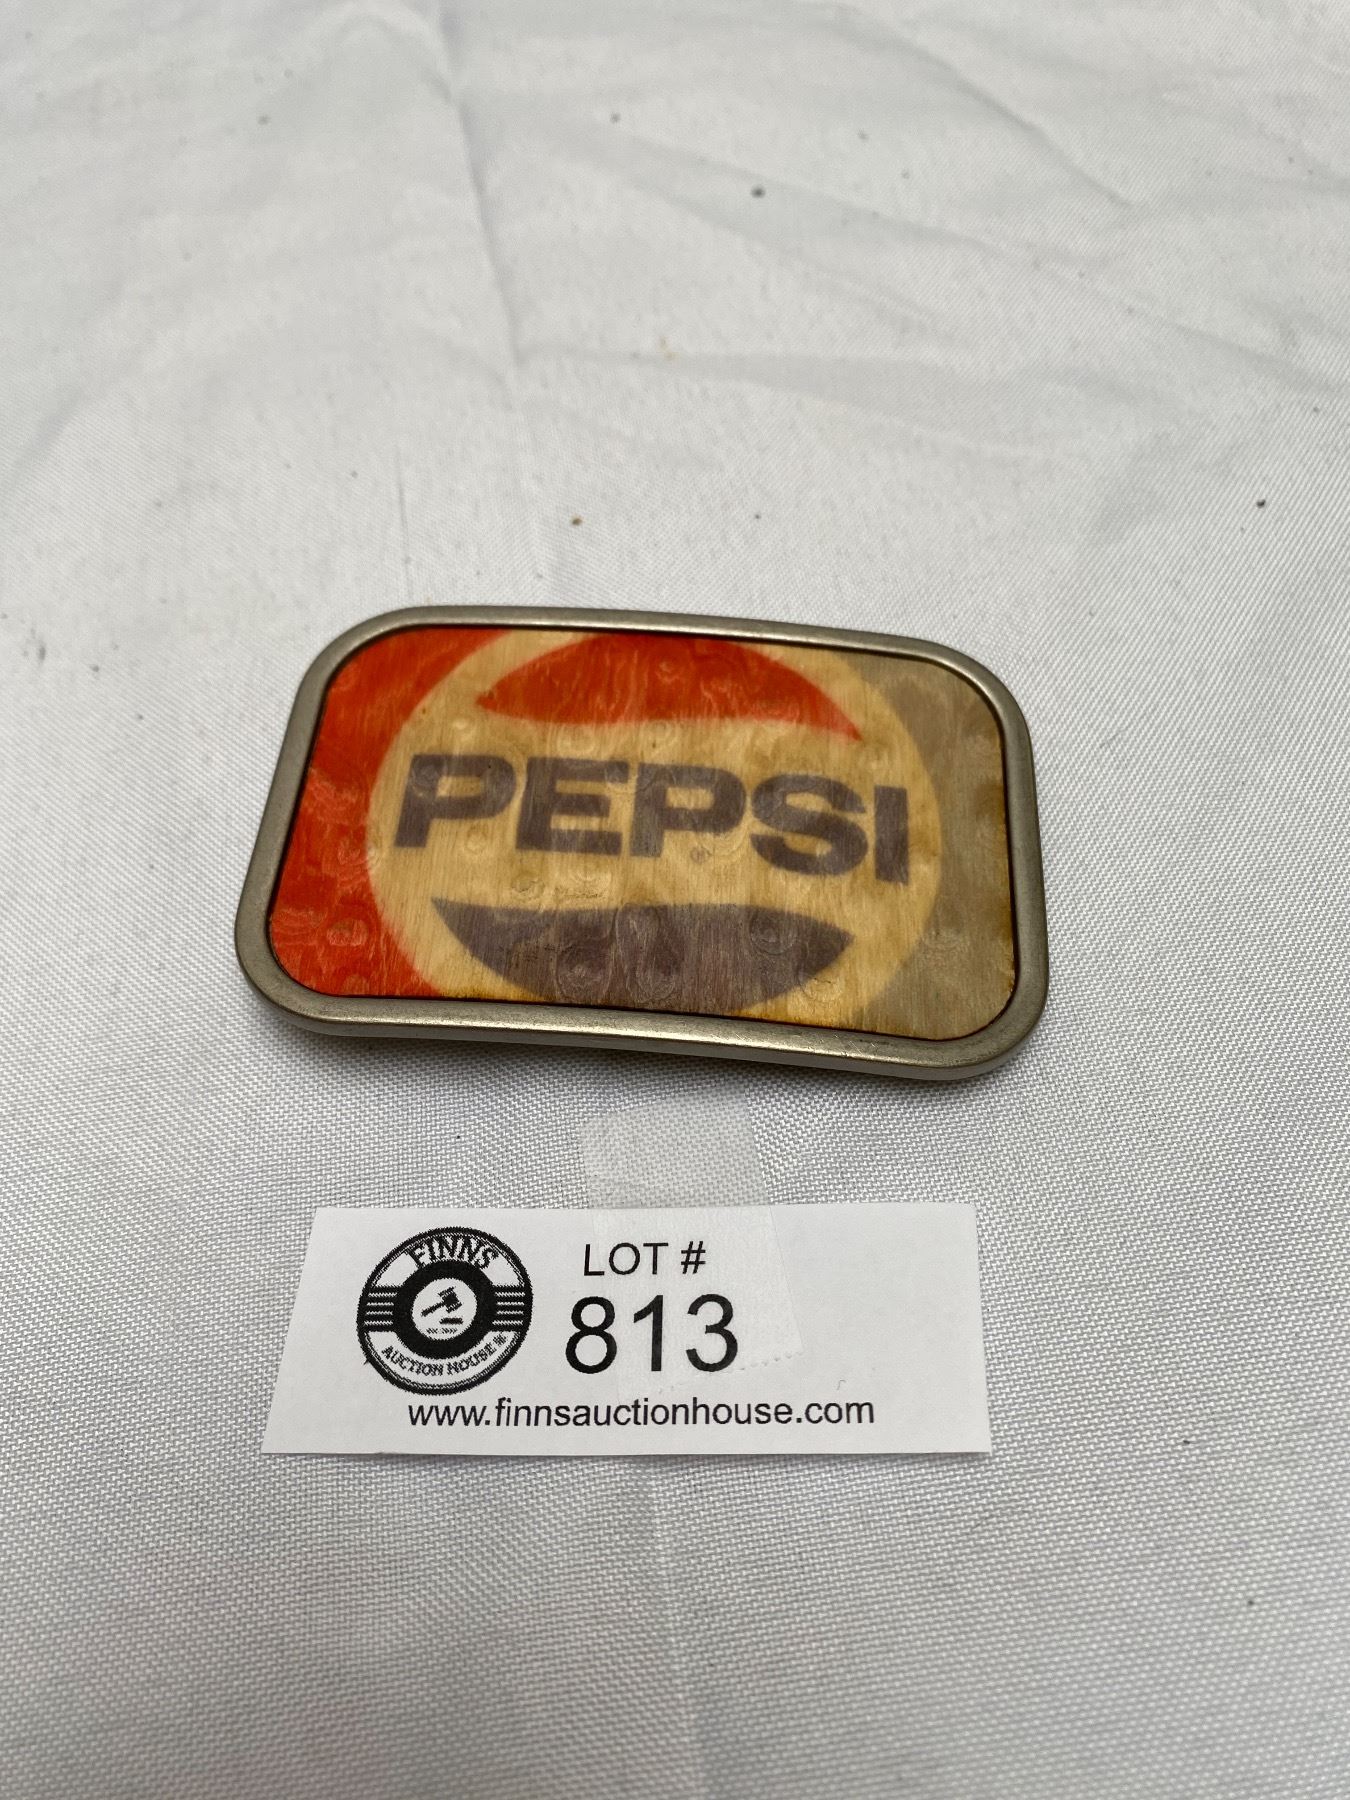 PEPSI
®
FINNS
AUCTION HOUSE
LOT #
813
www.finnsauctionhouse.com